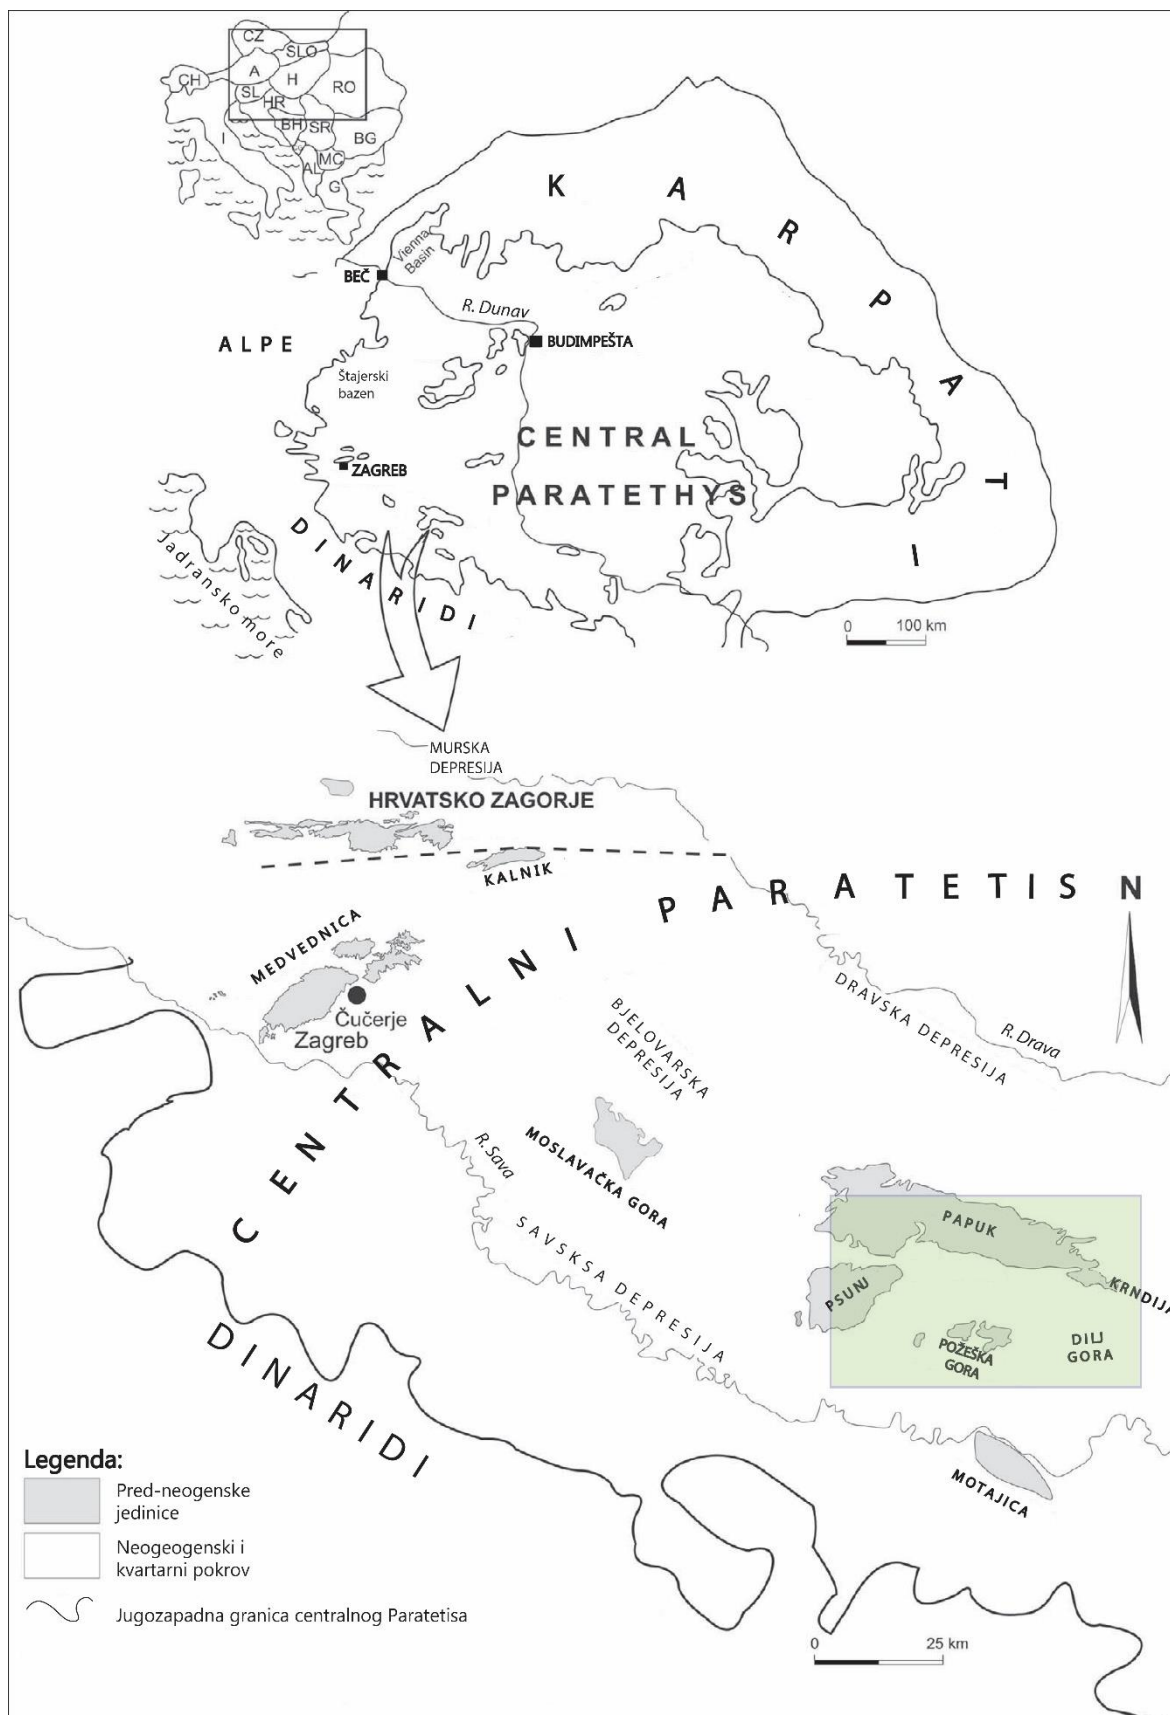 CZ
SLO
A
H
CH
SL
RO
HR
BH
SR
I
BG
MC
AL
G
K A R P A T I
Vienna
Basin
BEČ
R. Dunav
BUDIMPEŠTA
ALPE
Štajerski
bazen
CENTRAL
PARATETHYS
ZAGREB
DINARIDI
Jadransko more
0 100 km
MURSKA
DEPRESIJA
HRVATSKO ZAGORJE
KALNIK
CENTRALNI PARATETIS
N
MEDVEDNICA
Čučerje
Zagreb
BJELOVARSKA
DEPRESIJA
DRAVSKA DEPRESIJA
R. Drava
R. Sava
MOSLAVAČKA GORA
SAVSKSA DEPRESIJA
PAPUK
PSUNJ
KRNDIJA
POŽEŠKA
GORA
DILJ
GORA
DINARIDI
MOTAJICA
Legenda:
Pred-neogenske
jedinice
Neogeogenski i
kvartarni pokrov
Jugozapadna granica centralnog Paratetisa
0 25 km